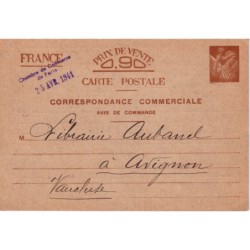 FRANCE
PRIX DE VENTE
0.90
CARTE POSTALE
Chambre de Commerce
de Paris
25 AVR. 1941
CORRESPONDANCE COMMERCIALE
AVIS DE COMMANDE
M Librairie Aubanel
à Avignon
Vaucluse